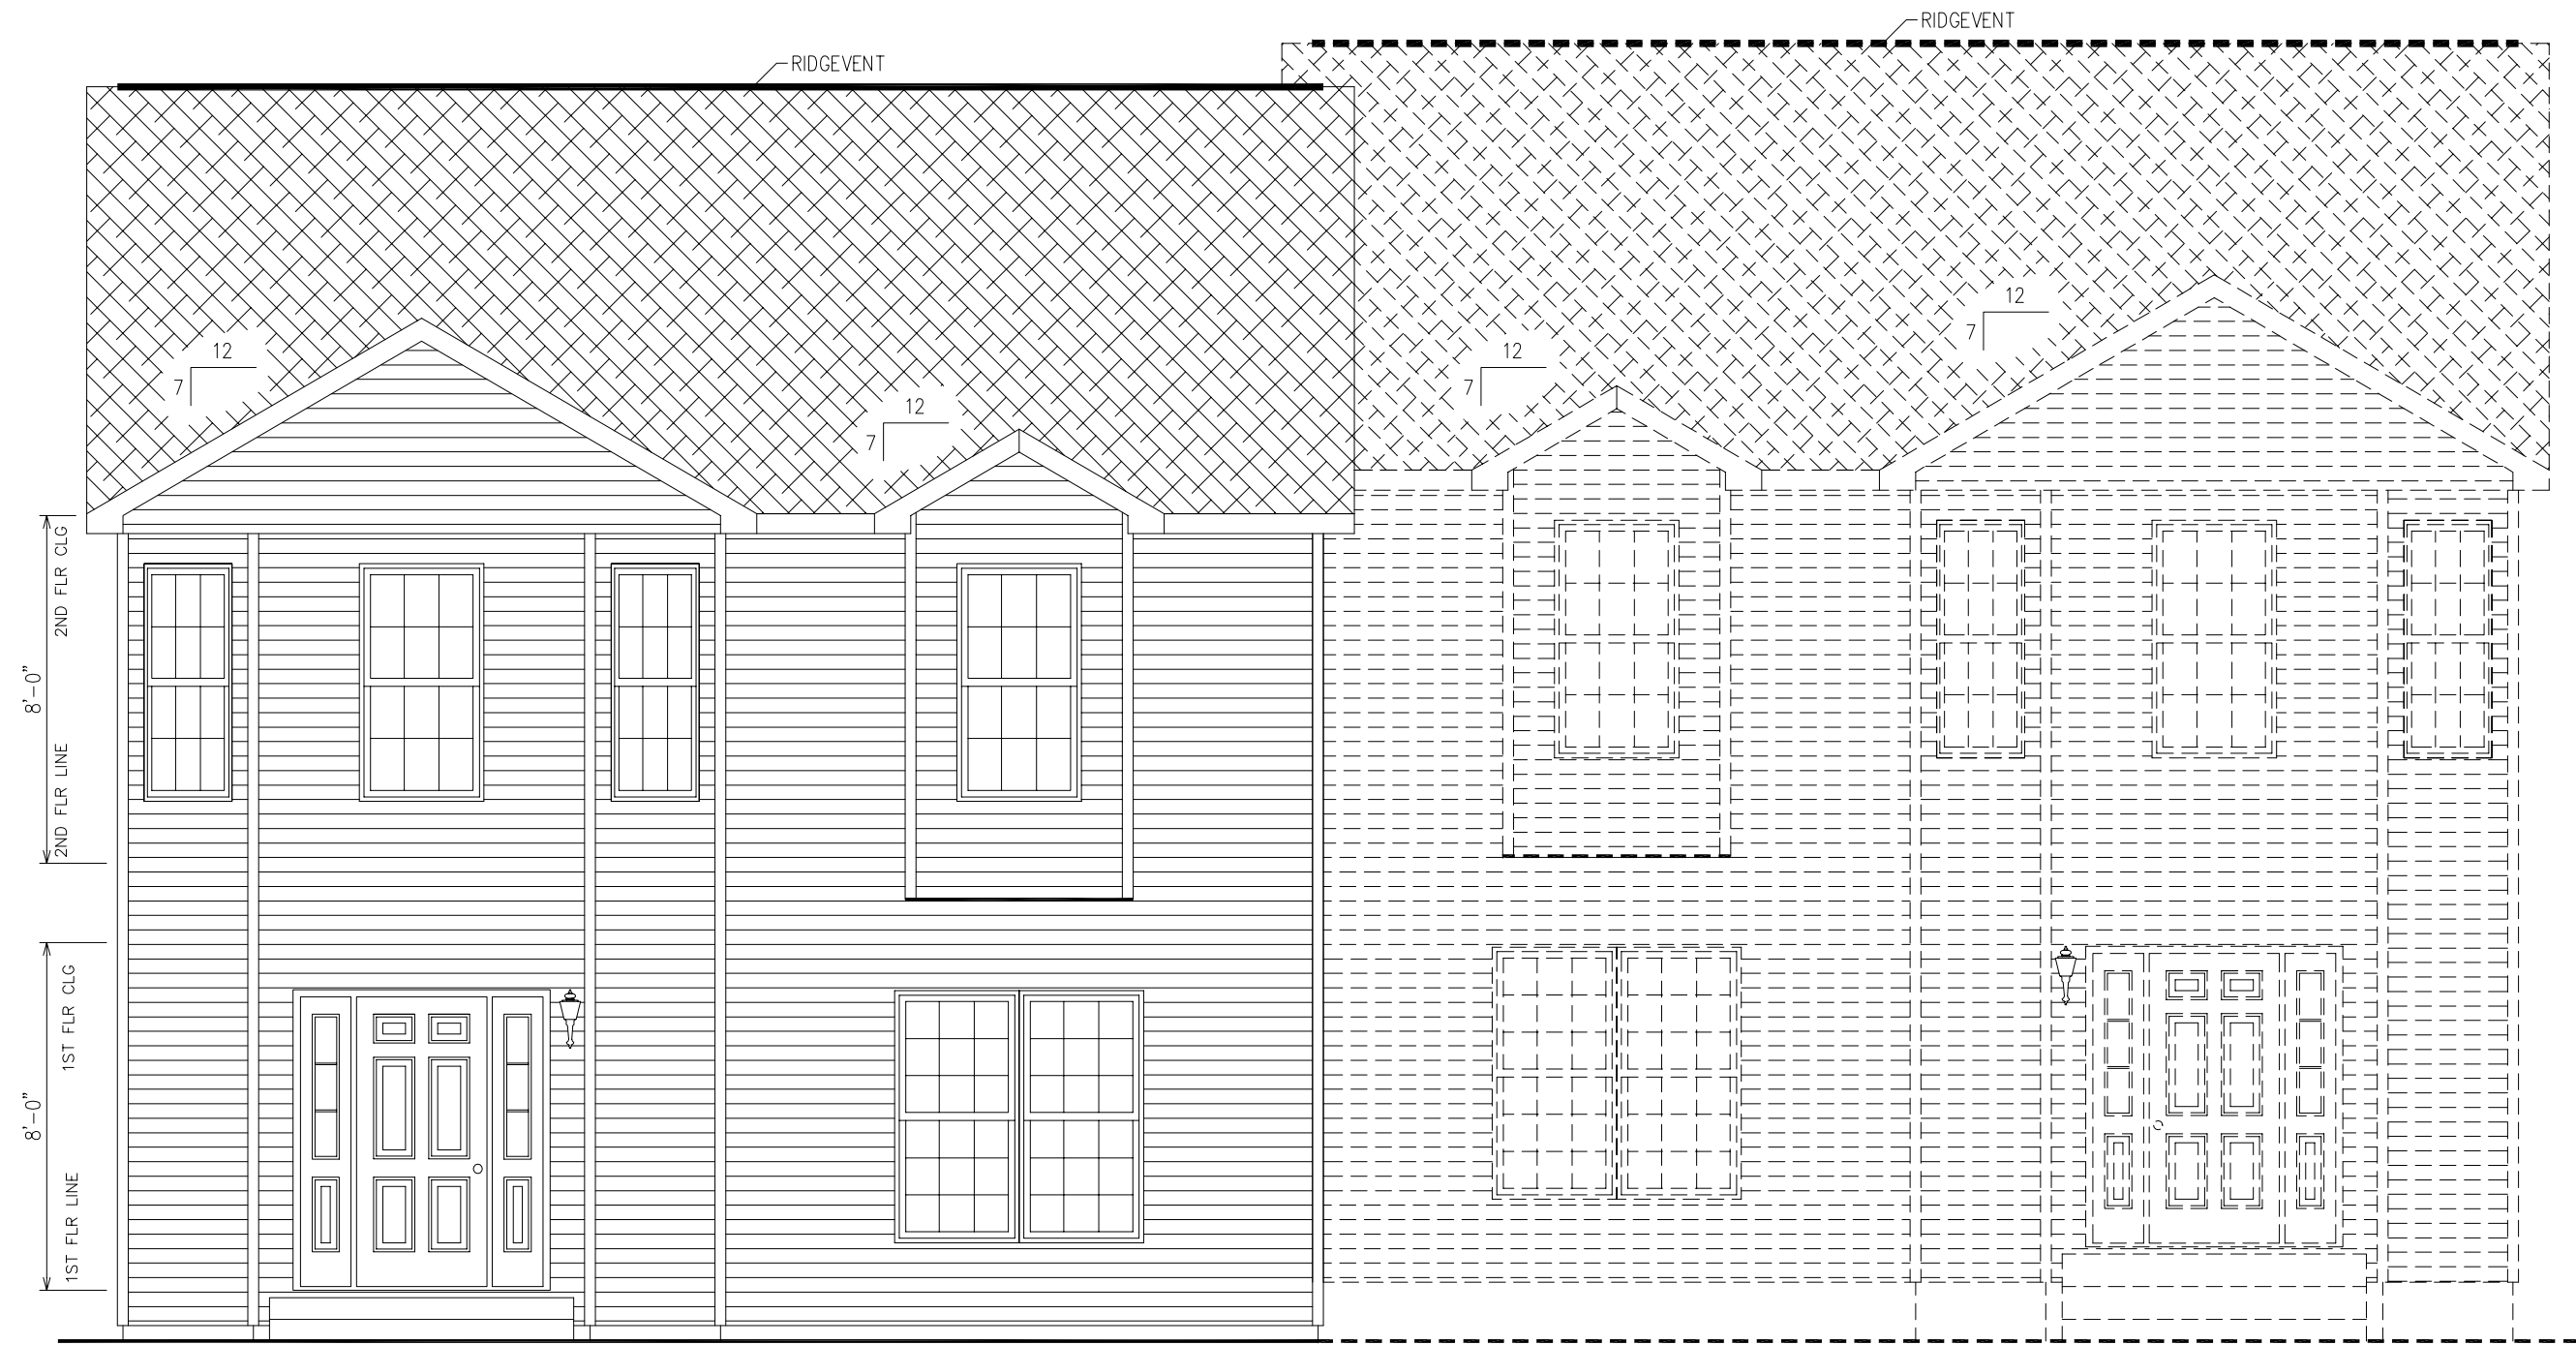 RIDGEVENT
RIDGEVENT
12
7
12
7
12
7
12
7
2ND FLR CLG
8'-0"
2ND FLR LINE
1ST FLR CLG
8'-0"
1ST FLR LINE